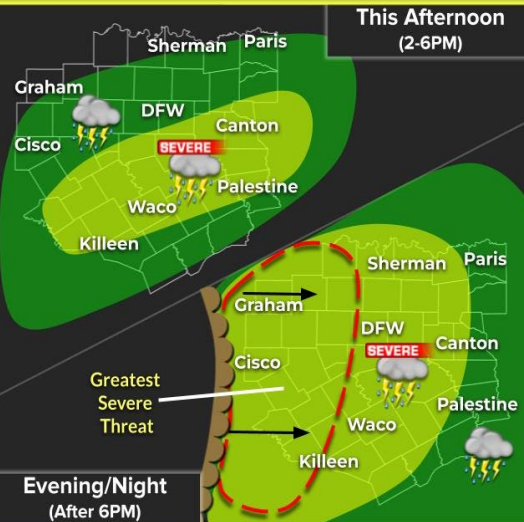 This Afternoon
(2-6PM)
Sherman
Paris
Graham
DFW
Canton
Cisco
SEVERE
Palestine
Waco
Killeen
Sherman
Paris
Graham
DFW
Canton
SEVERE
Cisco
Greatest
Severe
Threat
Palestine
Waco
Killeen
Evening/Night
(After 6PM)